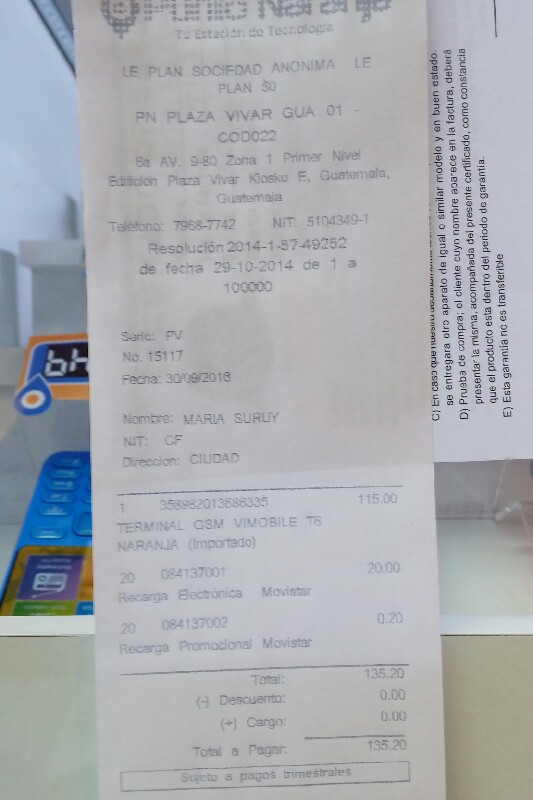 Punto Naranja
Tu Estación de Tecnología
LE PLAN SOCIEDAD ANONIMA LE
PLAN 50
PN PLAZA VIVAR GUA 01 -
COD022
6a AV. 9-80 Zona 1 Primer Nivel
Edificion Plaza Vivar Kiosko E, Guatemala,
Guatemala
Teléfono: 7968-7742 NIT: 5104349-1
Resolución 2014-1-57-49252
de fecha 29-10-2014 de 1 a
100000
Serie: PV
No. 15117
Fecha: 30/09/2016
Nombre: MARIA SURUY
NIT: CF
Direccion: CIUDAD
1 358982013886335 115.00
TERMINAL GSM VIMOBILE T6
NARANJA (Importado)
20 084137001 20.00
Recarga Electrónica Movistar
20 084137002 0.20
Recarga Promocional Movistar
Total: 135.20
(-) Descuento: 0.00
(+) Cargo: 0.00
Total a Pagar: 135.20
Sujeto a pagos trimestrales
C) En caso que nuestro
se entregara otro aparato de igual o similar modelo y en buen estado.
D) Prueba de compra; el cliente cuyo nombre aparece en la factura, deberá
presentar la misma, acompañada del presente certificado, como constancia
que el producto esta dentro del periodo de garantía.
E) Esta garantía no es transferible